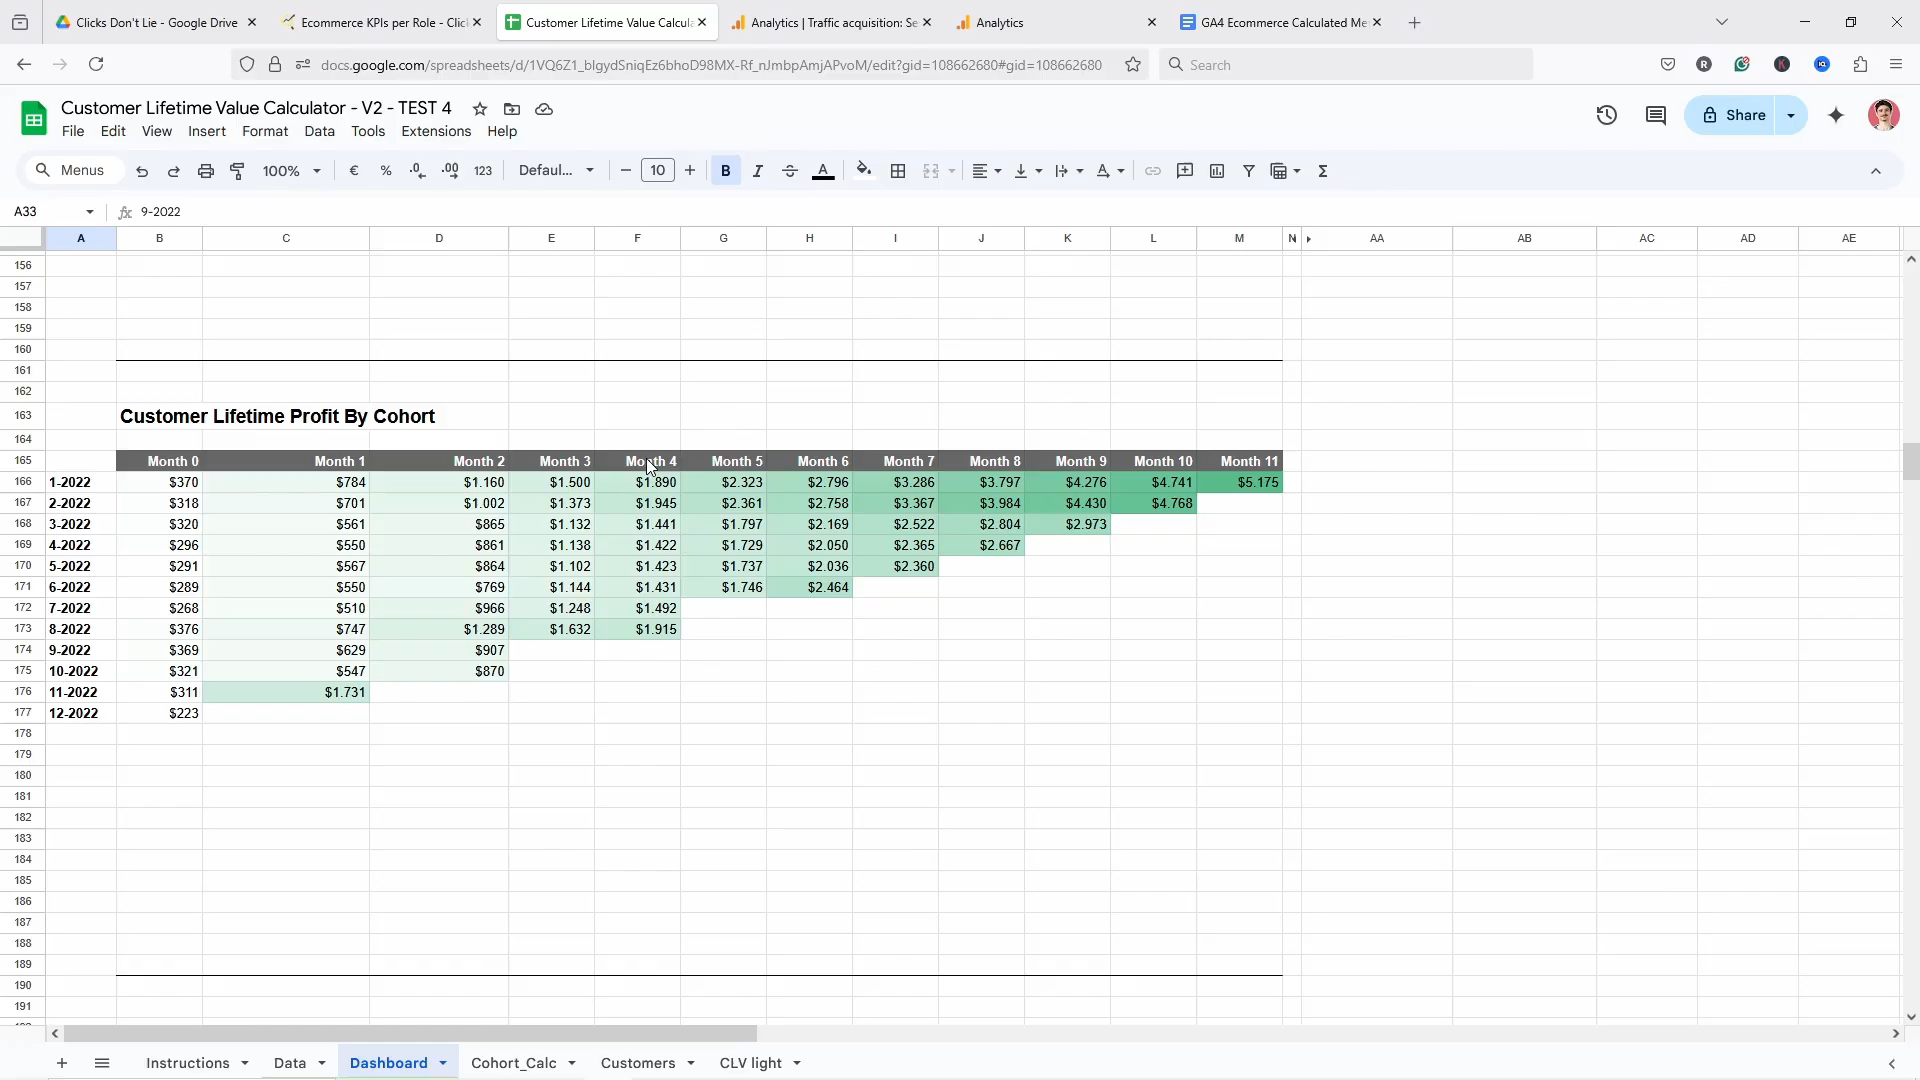 Clicks Don't Lie - Google Drive
Ecommerce KPIs per Role - Click
Customer Lifetime Value Calcula
Analytics | Traffic acquisition: Se
Analytics
GA4 Ecommerce Calculated Me
docs.google.com/spreadsheets/d/1VQ6Z1_blgydSniqEz6bhoD98MX-Rf_nJmbpAmjAPvoM/edit?gid=108662680#gid=108662680
Search
Customer Lifetime Value Calculator - V2 - TEST 4
File Edit View Insert Format Data Tools Extensions Help
Share
Menus 100% € % .0 .00 123 Defaul... 10 B I A Σ
A33 fx 9-2022
A B C D E F G H I J K L M N AA AB AC AD AE
156
157
158
159
160
161
162
163 Customer Lifetime Profit By Cohort
164
165 Month 0 Month 1 Month 2 Month 3 Month 4 Month 5 Month 6 Month 7 Month 8 Month 9 Month 10 Month 11
166 1-2022 $370 $784 $1.160 $1.500 $1.890 $2.323 $2.796 $3.286 $3.797 $4.276 $4.741 $5.175
167 2-2022 $318 $701 $1.002 $1.373 $1.945 $2.361 $2.758 $3.367 $3.984 $4.430 $4.768
168 3-2022 $320 $561 $865 $1.132 $1.441 $1.797 $2.169 $2.522 $2.804 $2.973
169 4-2022 $296 $550 $861 $1.138 $1.422 $1.729 $2.050 $2.365 $2.667
170 5-2022 $291 $567 $864 $1.102 $1.423 $1.737 $2.036 $2.360
171 6-2022 $289 $550 $769 $1.144 $1.431 $1.746 $2.464
172 7-2022 $268 $510 $966 $1.248 $1.492
173 8-2022 $376 $747 $1.289 $1.632 $1.915
174 9-2022 $369 $629 $907
175 10-2022 $321 $547 $870
176 11-2022 $311 $1.731
177 12-2022 $223
178
179
180
181
182
183
184
185
186
187
188
189
190
191
Instructions Data Dashboard Cohort_Calc Customers CLV light